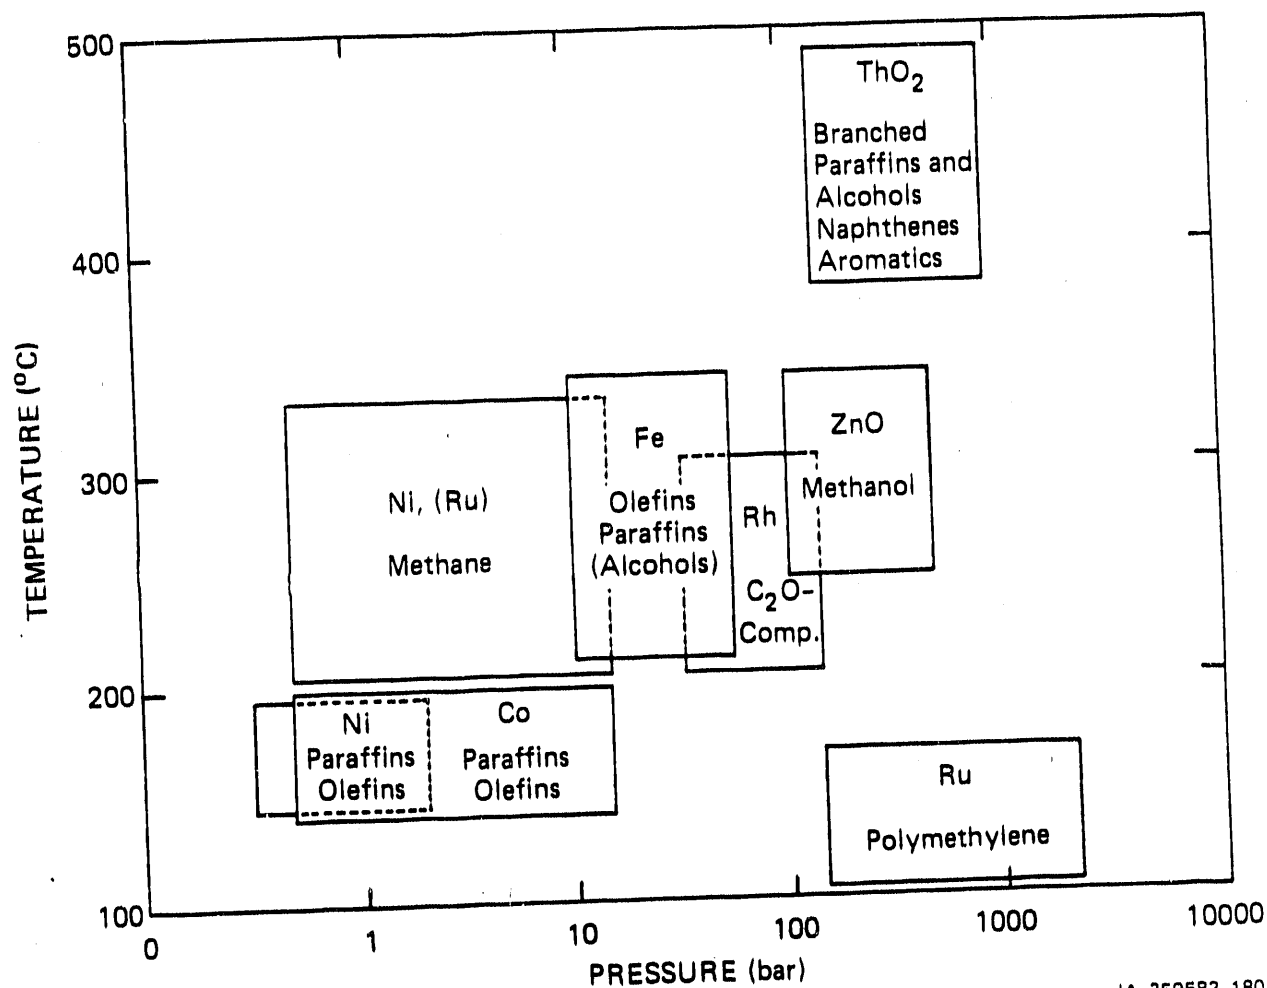 500
400
300
200
100
TEMPERATURE (°C)
ThO2
Branched
Paraffins and
Alcohols
Naphthenes
Aromatics
Fe
Olefins
Paraffins
(Alcohols)
ZnO
Methanol
Ni, (Ru)
Methane
Rh
C2O-
Comp.
Ni
Paraffins
Olefins
Co
Paraffins
Olefins
Ru
Polymethylene
0
1
10
100
1000
10000
PRESSURE (bar)